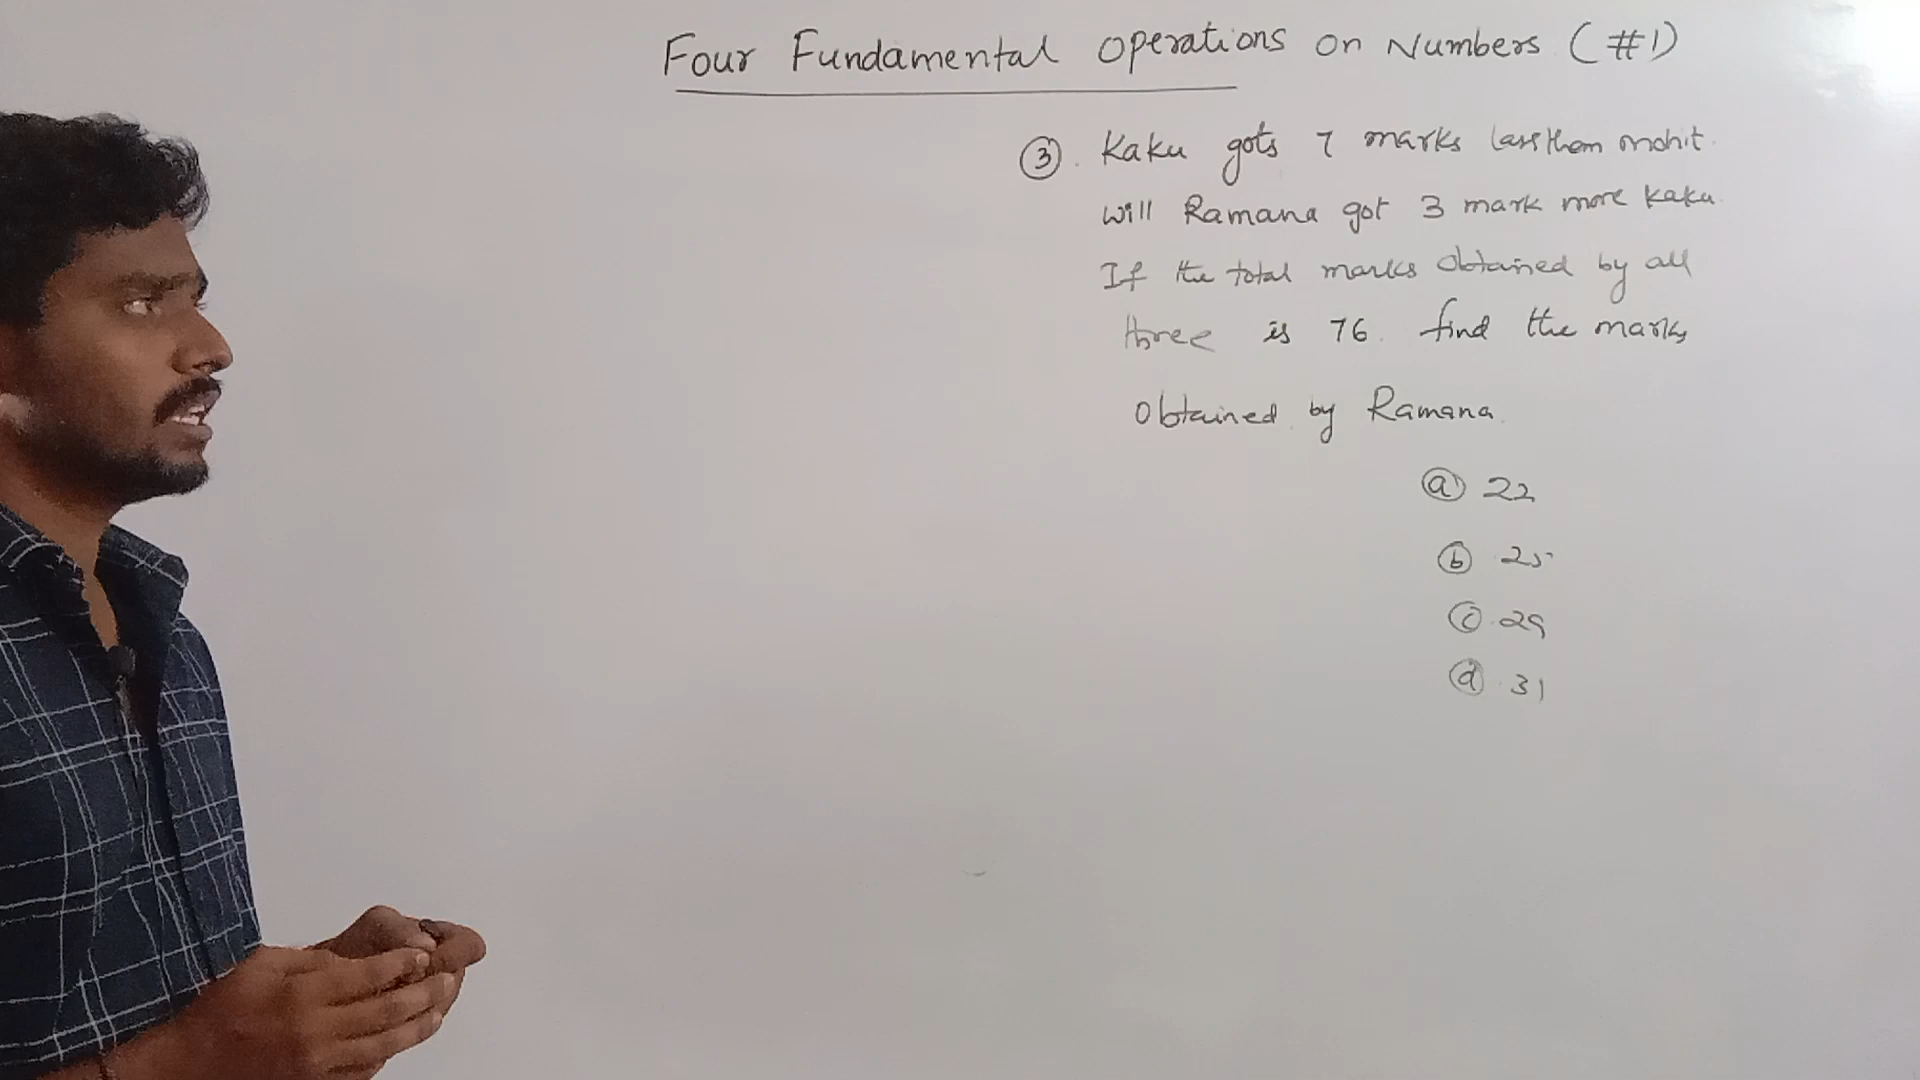 Four Fundamental Operations on Numbers (#1)
③. Kaku gots 7 marks lessthan mohit.
will Ramana got 3 mark more kaku.
If the total marks obtained by all
three is 76. find the marks
Obtained by Ramana.
ⓐ 22
ⓑ 25
ⓒ 29
ⓓ 31